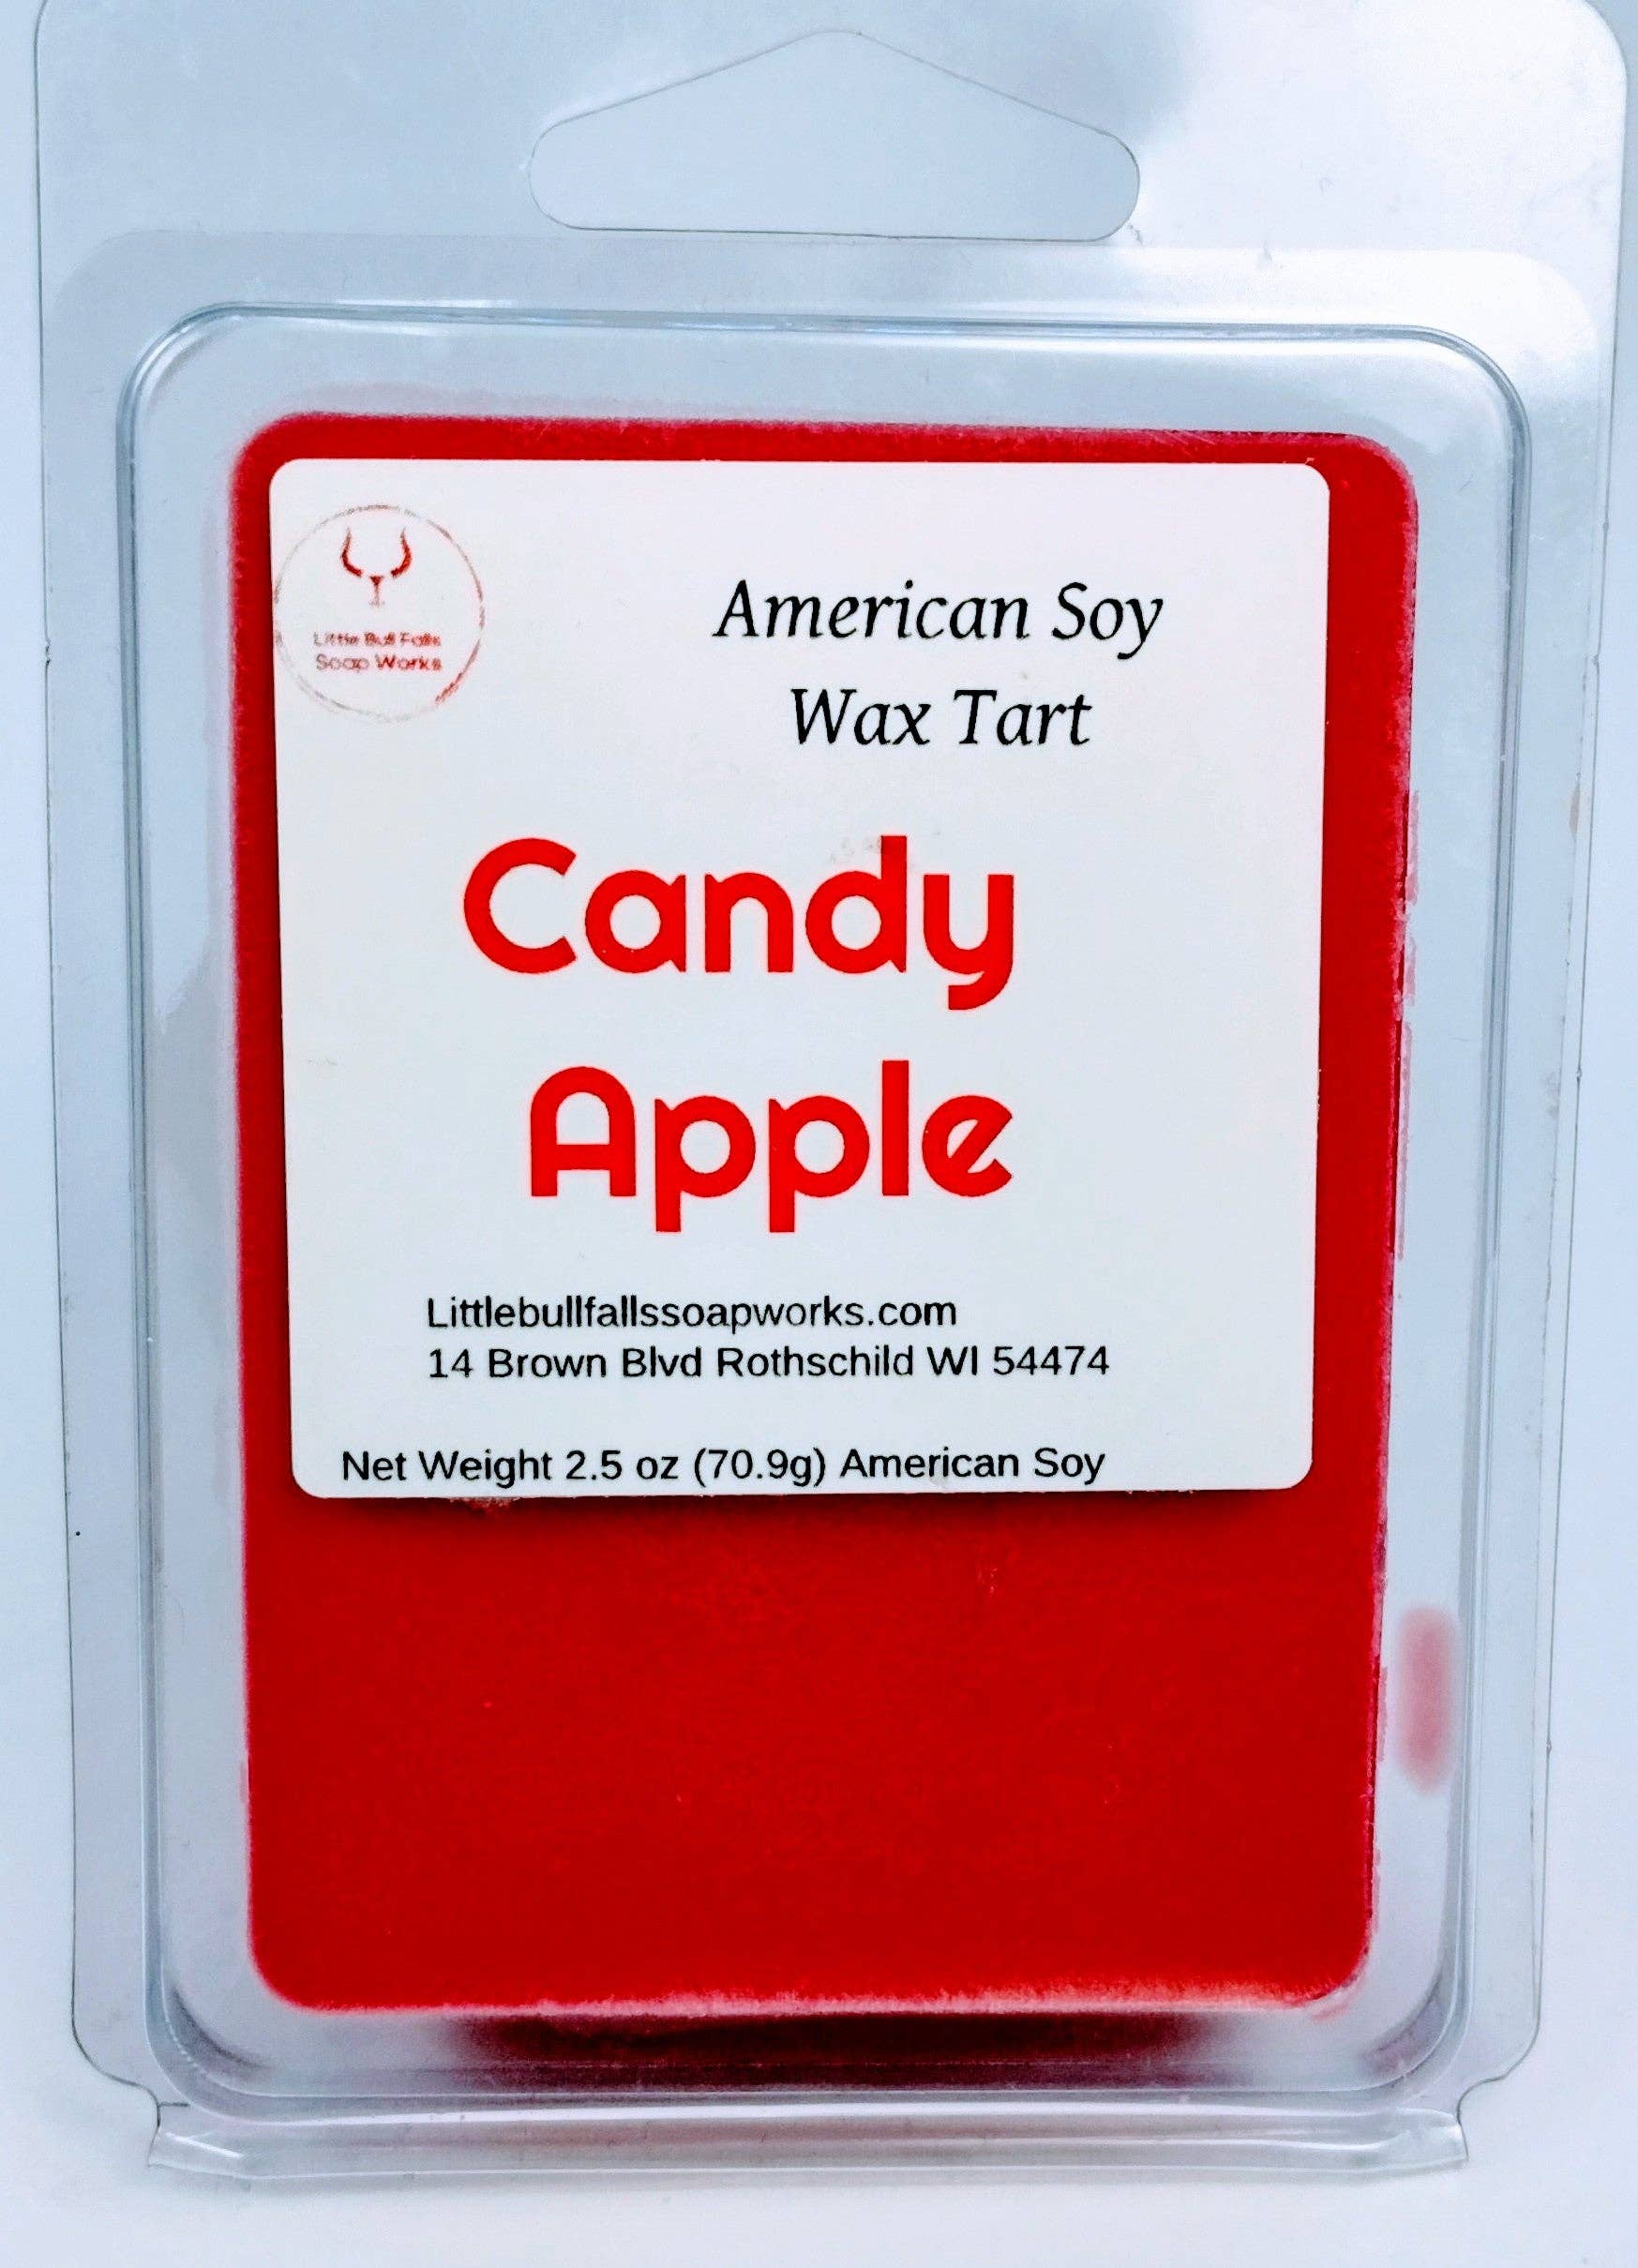 Little Bull Falls
Soap Works
American Soy
Wax Tart
Candy
Apple
Littlebullfallssoapworks.com
14 Brown Blvd Rothschild WI 54474
Net Weight 2.5 oz (70.9g) American Soy